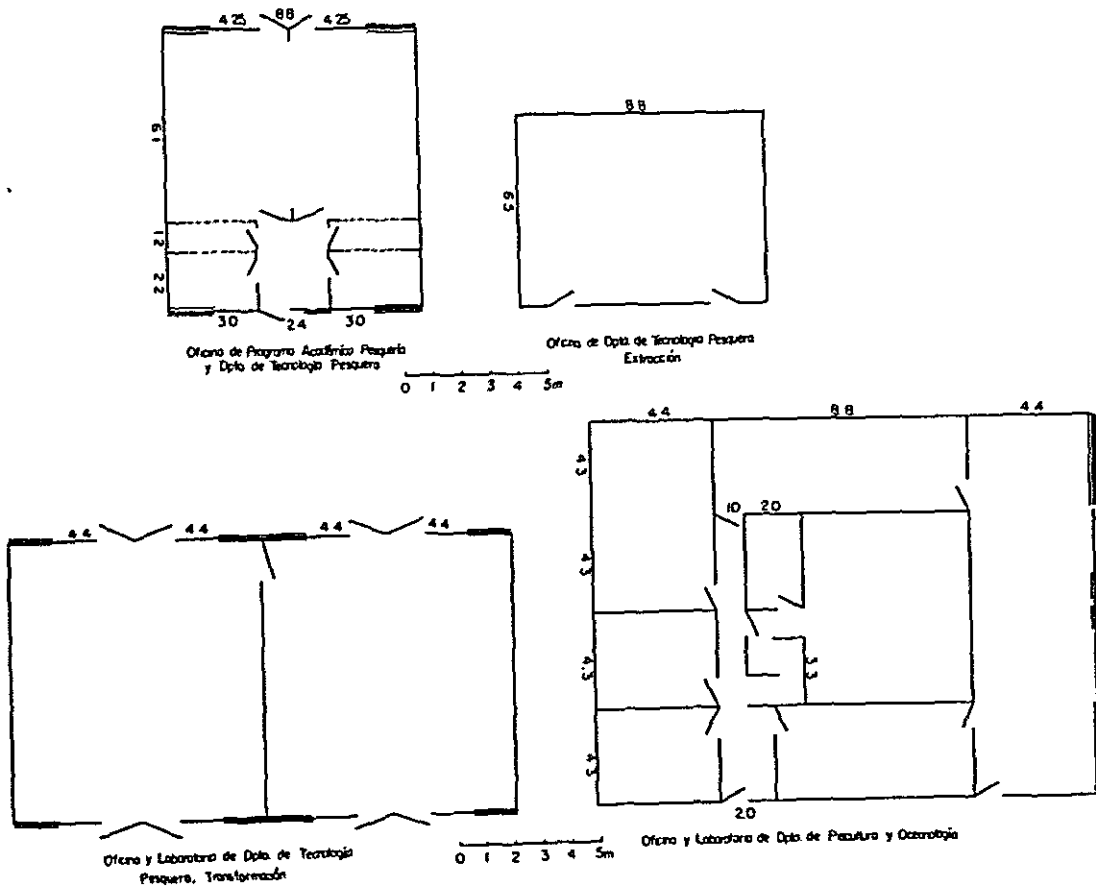 4.25 8.8 4.25
6.1
1.2
2.2
3.0 2.4 3.0
Oficina de Programa Académico Pesquería
y Dpto. de Tecnología Pesquera
8.8
6.5
Oficina de Dpto. de Tecnología Pesquera
Extracción
0 1 2 3 4 5m
4.4 4.4 4.4 4.4
Oficina y Laboratorio de Dpto. de Tecnología
Pesquera, Transformación
0 1 2 3 4 5m
4.4 8.8 4.4
4.3
1.0 2.0
4.3
4.3
3.3
4.3
2.0
Oficina y Laboratorio de Dpto. de Piscicultura y Oceanología